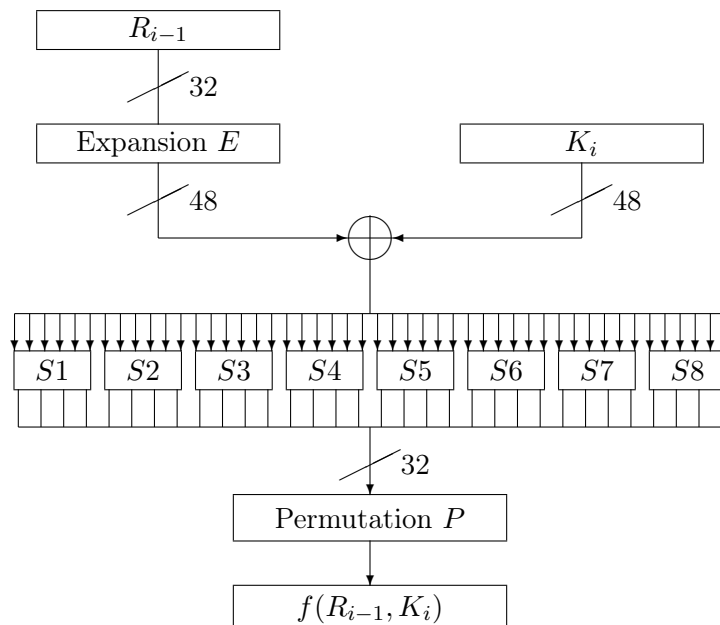 R_{i−1}
32
Expansion E
K_i
48
48
S1 S2 S3 S4 S5 S6 S7 S8
32
Permutation P
f(R_{i−1}, K_i)